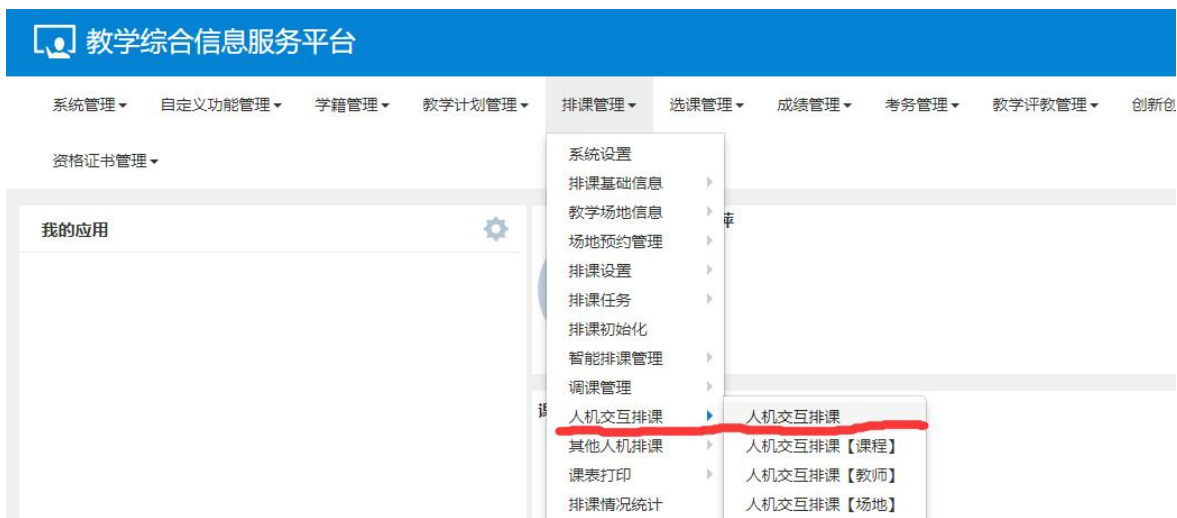 教学综合信息服务平台
系统管理 自定义功能管理 学籍管理 教学计划管理 排课管理 选课管理 成绩管理 考务管理 教学评教管理 创新创
资格证书管理
我的应用
萍
系统设置
排课基础信息
教学场地信息
场地预约管理
排课设置
排课任务
排课初始化
智能排课管理
调课管理
人机交互排课 人机交互排课
其他人机排课 人机交互排课【课程】
课表打印 人机交互排课【教师】
排课情况统计 人机交互排课【场地】